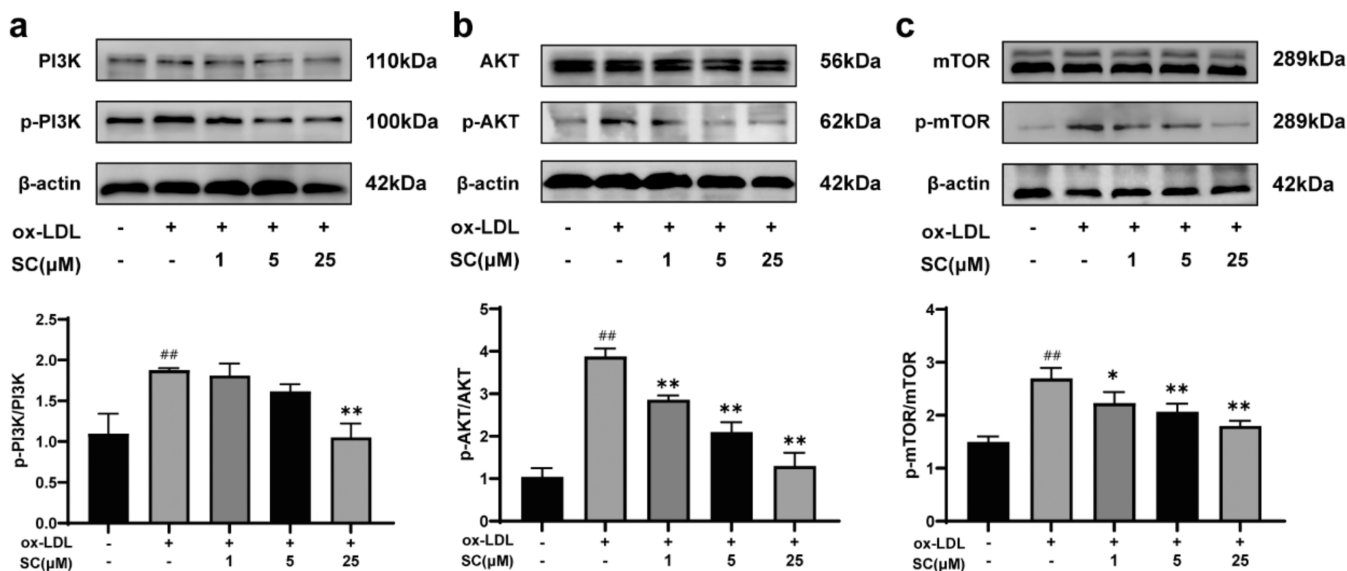 a
PI3K 110kDa
p-PI3K 100kDa
β-actin 42kDa
ox-LDL - + + + +
SC(μM) - - 1 5 25
b
AKT 56kDa
p-AKT 62kDa
β-actin 42kDa
ox-LDL - + + + +
SC(μM) - - 1 5 25
c
mTOR 289kDa
p-mTOR 289kDa
β-actin 42kDa
ox-LDL - + + + +
SC(μM) - - 1 5 25
p-PI3K/PI3K
2.5
2.0
1.5
1.0
0.5
0.0
##
**
ox-LDL - + + + +
SC(μM) - - 1 5 25
p-AKT/AKT
5
4
3
2
1
0
##
**
**
**
ox-LDL - + + + +
SC(μM) - - 1 5 25
p-mTOR/mTOR
4
3
2
1
0
##
*
**
**
ox-LDL - + + + +
SC(μM) - - 1 5 25